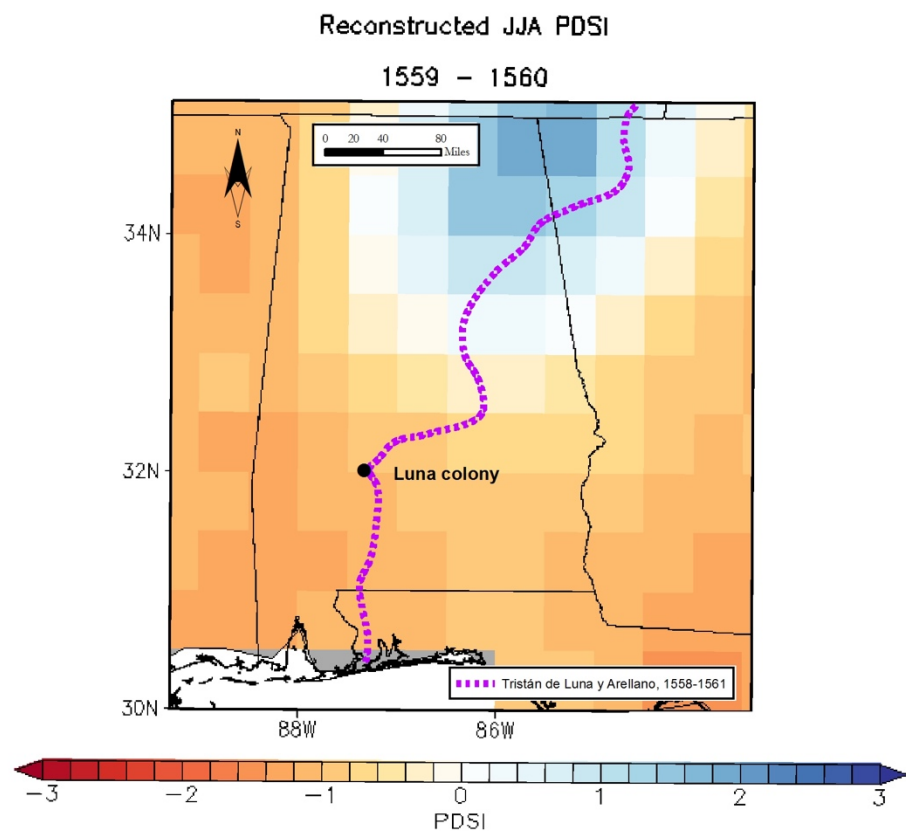 Reconstructed JJA PDSI
1559 – 1560
N
S
0 20 40 80
Miles
34N
32N
30N
Luna colony
Tristán de Luna y Arellano, 1558-1561
88W 86W
−3 −2 −1 0 1 2 3
PDSI